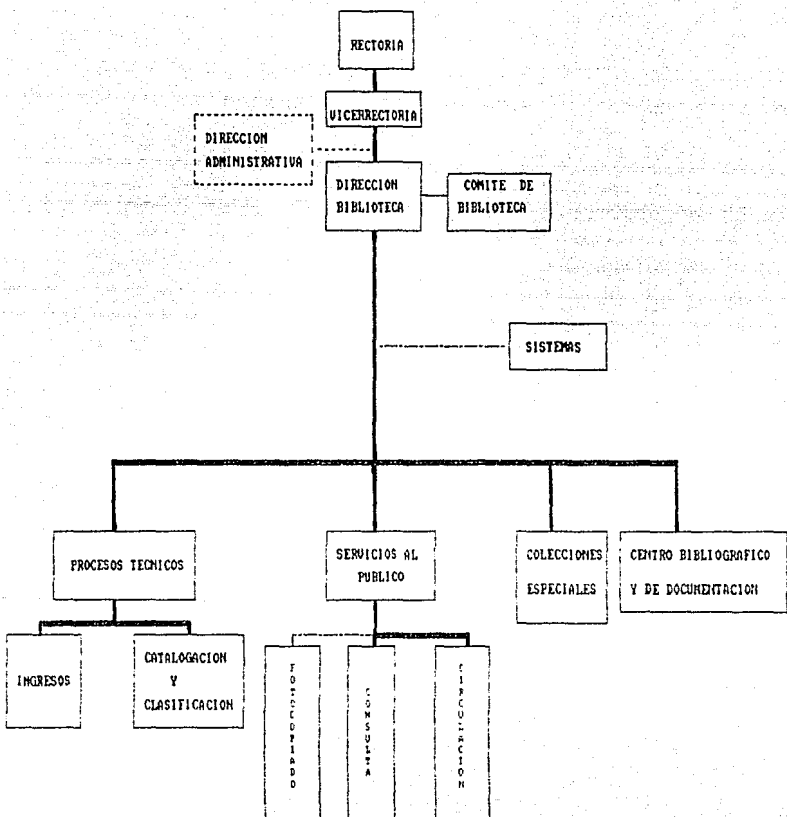 RECTORIA
VICERRECTORIA
DIRECCION
ADMINISTRATIVA
DIRECCION
BIBLIOTECA
COMITE DE
BIBLIOTECA
SISTEMAS
PROCESOS TECNICOS
SERVICIOS AL
PUBLICO
COLECCIONES
ESPECIALES
CENTRO BIBLIOGRAFICO
Y DE DOCUMENTACION
INGRESOS
CATALOGACION
Y
CLASIFICACION
FOTOCOPIADO
CONSULTA
CIRCULACION